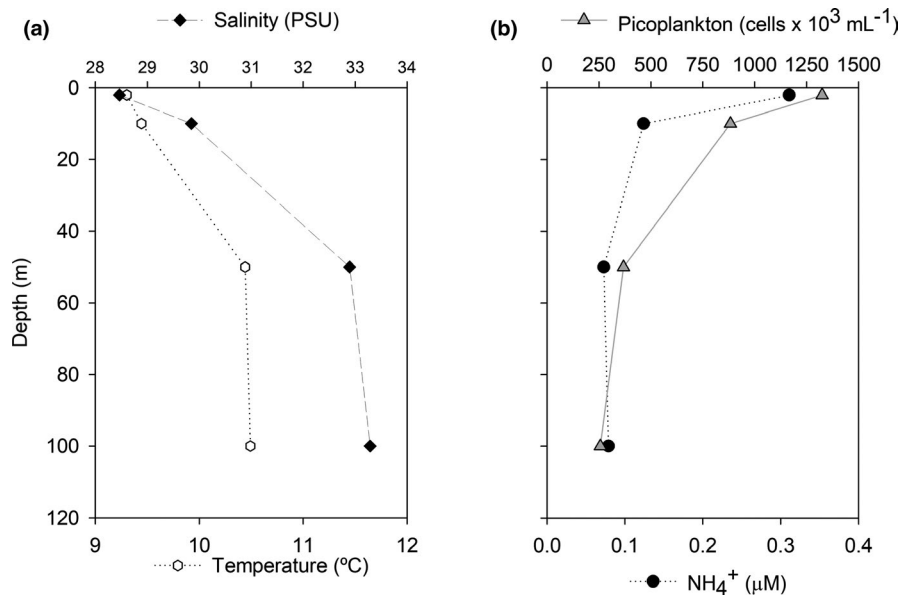 (a) Salinity (PSU)
28 29 30 31 32 33 34
0
20
40
60
80
100
120
Depth (m)
9 10 11 12
Temperature (ºC)
(b) Picoplankton (cells x 10³ mL⁻¹)
0 250 500 750 1000 1250 1500
0.0 0.1 0.2 0.3 0.4
NH₄⁺ (µM)